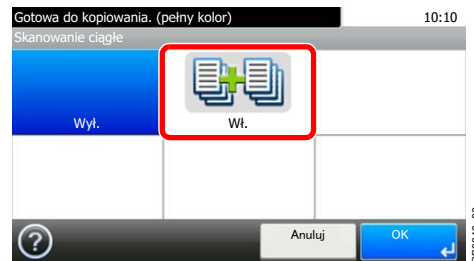 Gotowa do kopiowania. (pełny kolor)
10:10
Skanowanie ciągłe
Wył.
Wł.
?
Anuluj
OK